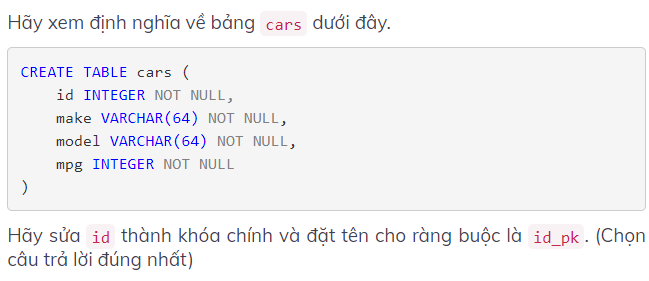 Hãy xem định nghĩa về bảng cars dưới đây.
CREATE TABLE cars (
    id INTEGER NOT NULL,
    make VARCHAR(64) NOT NULL,
    model VARCHAR(64) NOT NULL,
    mpg INTEGER NOT NULL
)
Hãy sửa id thành khóa chính và đặt tên cho ràng buộc là id_pk. (Chọn
câu trả lời đúng nhất)